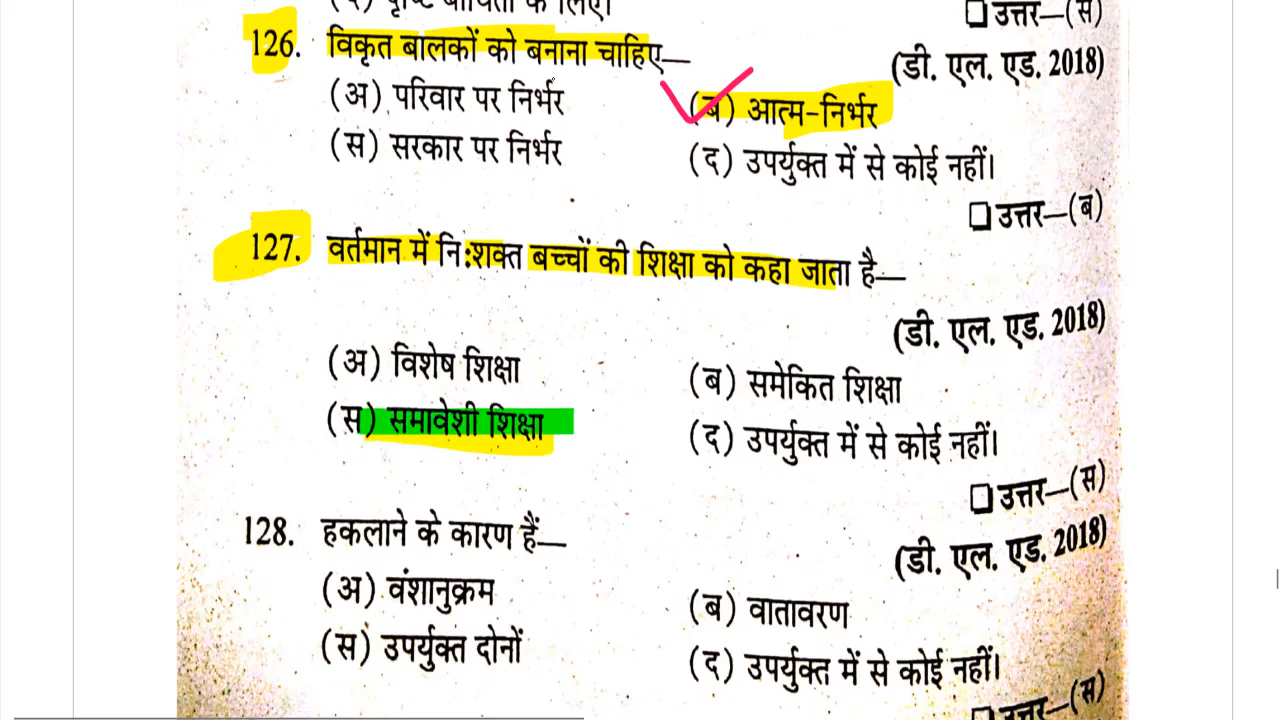 (द) दृष्टि बाधिता के लिए।
उत्तर—(स)
126. विकृत बालकों को बनाना चाहिए—
(डी. एल. एड. 2018)
(अ) परिवार पर निर्भर (ब) आत्म-निर्भर
(स) सरकार पर निर्भर (द) उपर्युक्त में से कोई नहीं।
उत्तर—(ब)
127. वर्तमान में नि:शक्त बच्चों की शिक्षा को कहा जाता है—
(डी. एल. एड. 2018)
(अ) विशेष शिक्षा (ब) समेकित शिक्षा
(स) समावेशी शिक्षा (द) उपर्युक्त में से कोई नहीं।
उत्तर—(स)
128. हकलाने के कारण हैं—
(डी. एल. एड. 2018)
(अ) वंशानुक्रम (ब) वातावरण
(स) उपर्युक्त दोनों (द) उपर्युक्त में से कोई नहीं।
उत्तर—(स)